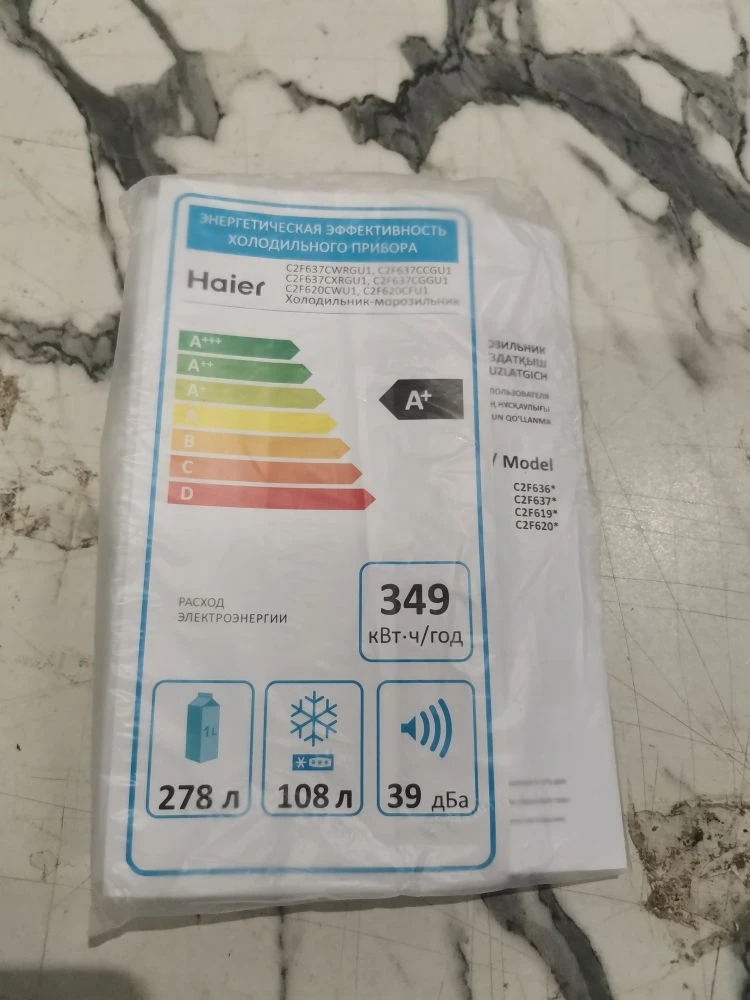 ЭНЕРГЕТИЧЕСКАЯ ЭФФЕКТИВНОСТЬ
ХОЛОДИЛЬНОГО ПРИБОРА
Haier
C2F637CWRGU1, C2F637CCGU1
C2F637CXRGU1, C2F637CGGU1
C2F620CWU1, C2F620CFU1
Холодильник-морозильник
A+++
A++
A+
A
B
C
D
A+
РАСХОД
ЭЛЕКТРОЭНЕРГИИ
349
кВт·ч/год
1L
278 л
108 л
39 дБа
ОЗИЛЬНИК
ЗДАТҚЫШ
UZLATGICH
ПОЛЬЗОВАТЕЛЯ
Ң НҰСҚАУЛЫҒЫ
UN QO'LLANMA
/ Model
C2F636*
C2F637*
C2F619*
C2F620*